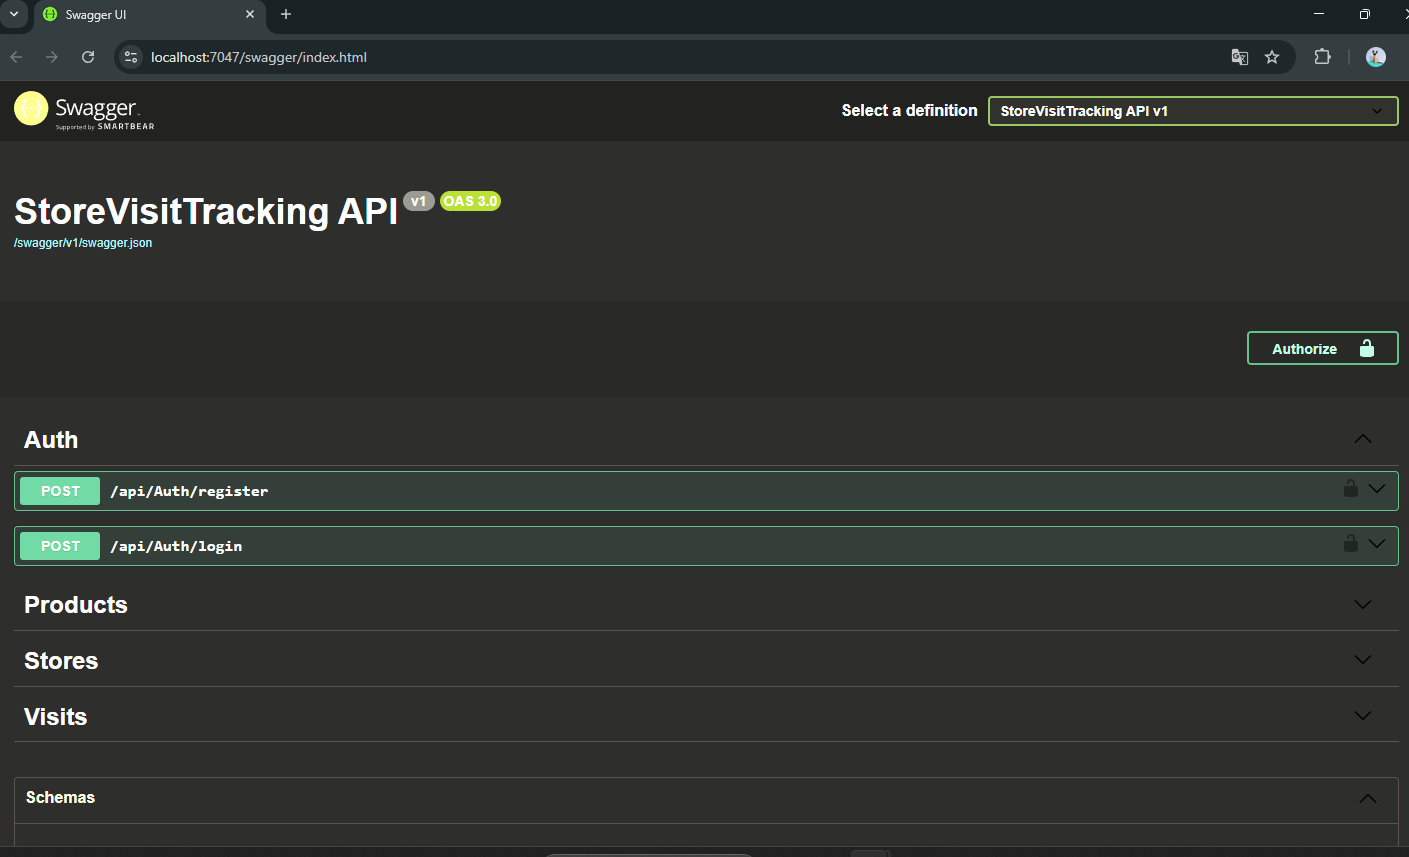 Swagger UI
localhost:7047/swagger/index.html
Swagger.
Supported by SMARTBEAR
Select a definition
StoreVisitTracking API v1
StoreVisitTracking API v1 OAS 3.0
/swagger/v1/swagger.json
Authorize
Auth
POST /api/Auth/register
POST /api/Auth/login
Products
Stores
Visits
Schemas